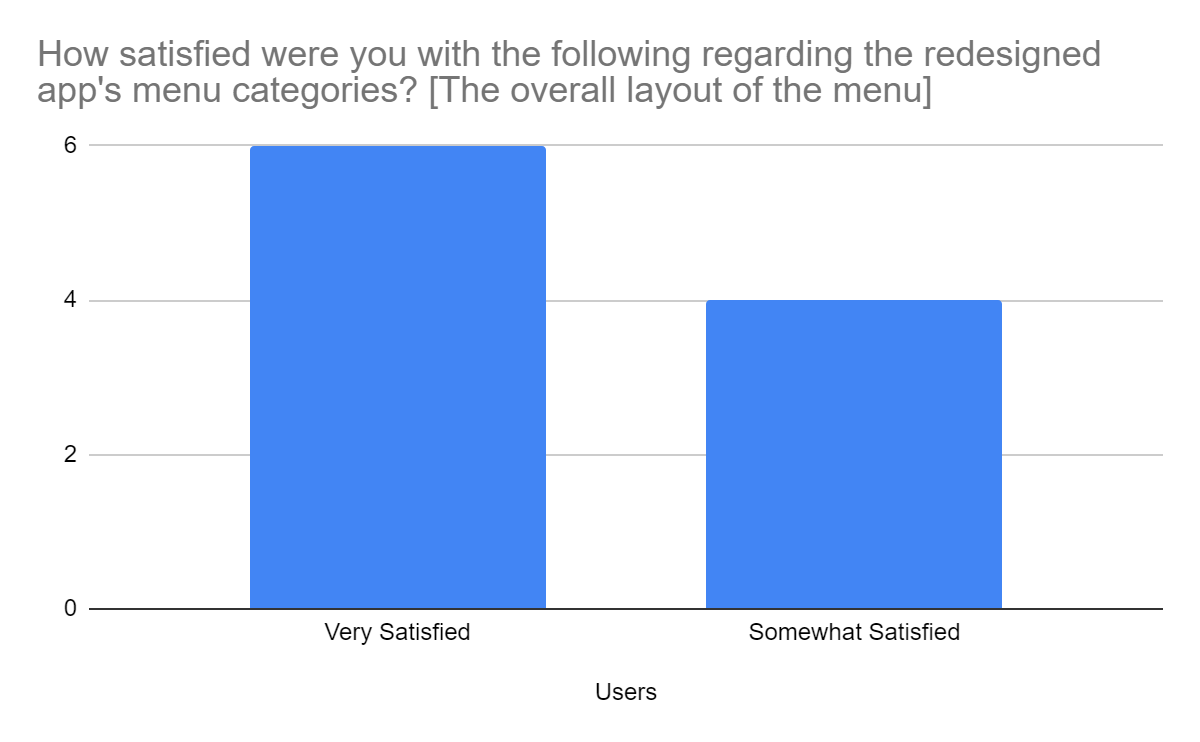 How satisfied were you with the following regarding the redesigned
app's menu categories? [The overall layout of the menu]
6
4
2
0
Very Satisfied
Somewhat Satisfied
Users